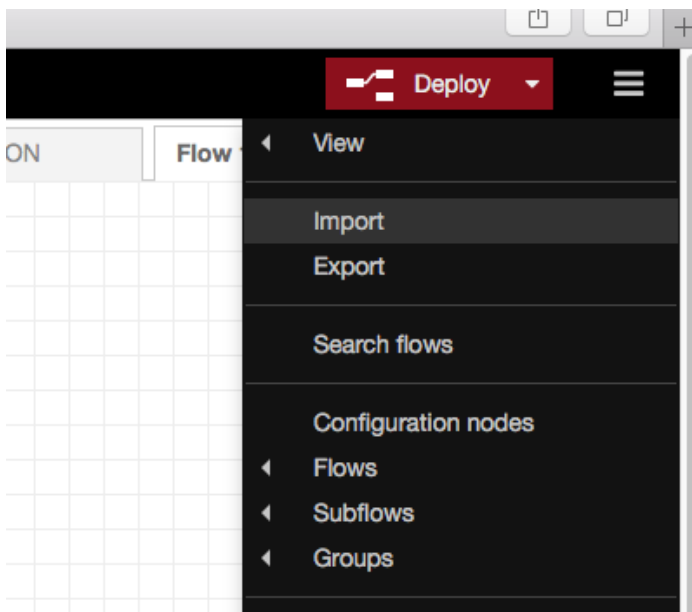 Deploy
ON
Flow
View
Import
Export
Search flows
Configuration nodes
Flows
Subflows
Groups